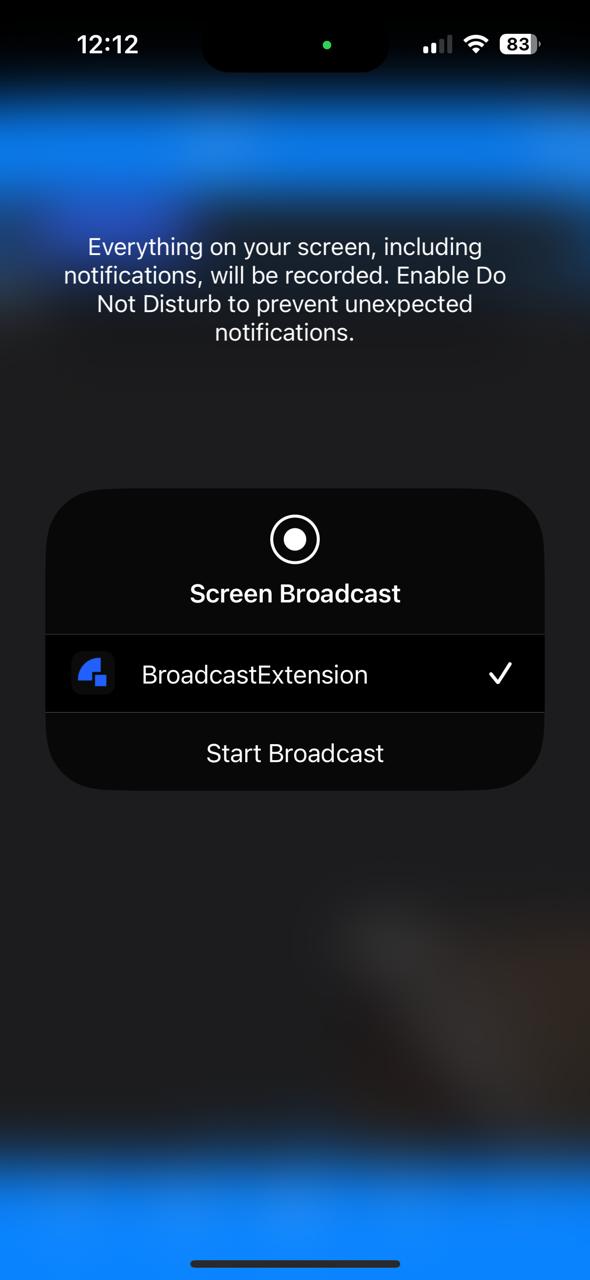 12:12
83
Everything on your screen, including
notifications, will be recorded. Enable Do
Not Disturb to prevent unexpected
notifications.
Screen Broadcast
BroadcastExtension
Start Broadcast